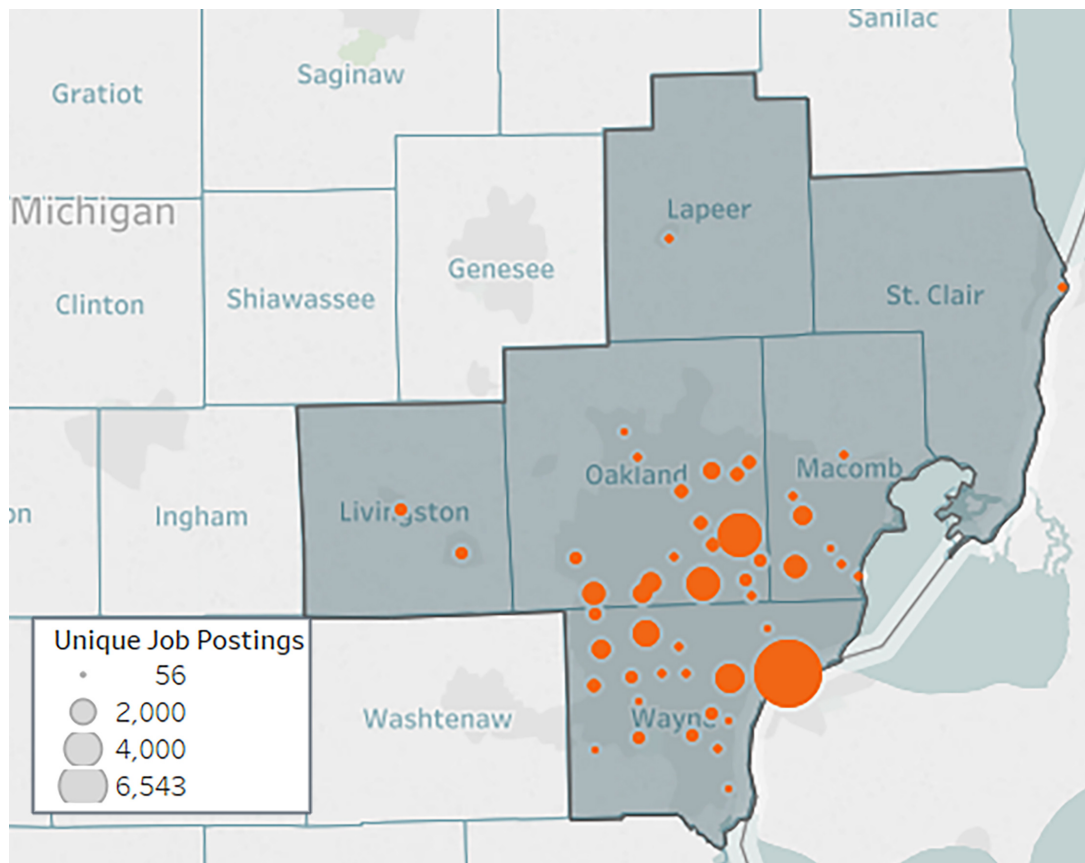 Sanilac
Saginaw
Gratiot
Lapeer
Michigan
Genesee
St. Clair
Shiawassee
Clinton
Oakland
Macomb
Livingston
on
Ingham
Unique Job Postings
56
2,000
4,000
6,543
Washtenaw
Wayne